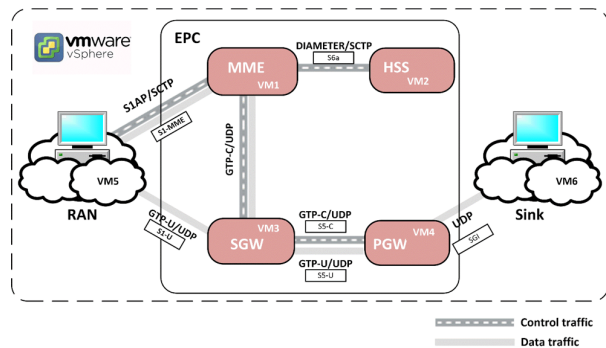 vmware
vSphere
EPC
DIAMETER/SCTP
S6a
MME
VM1
HSS
VM2
S1AP/SCTP
S1-MME
GTP-C/UDP
VM5
RAN
VM6
Sink
GTP-U/UDP
S1-U
VM3
SGW
GTP-C/UDP
S5-C
VM4
PGW
GTP-U/UDP
S5-U
UDP
SGi
Control traffic
Data traffic